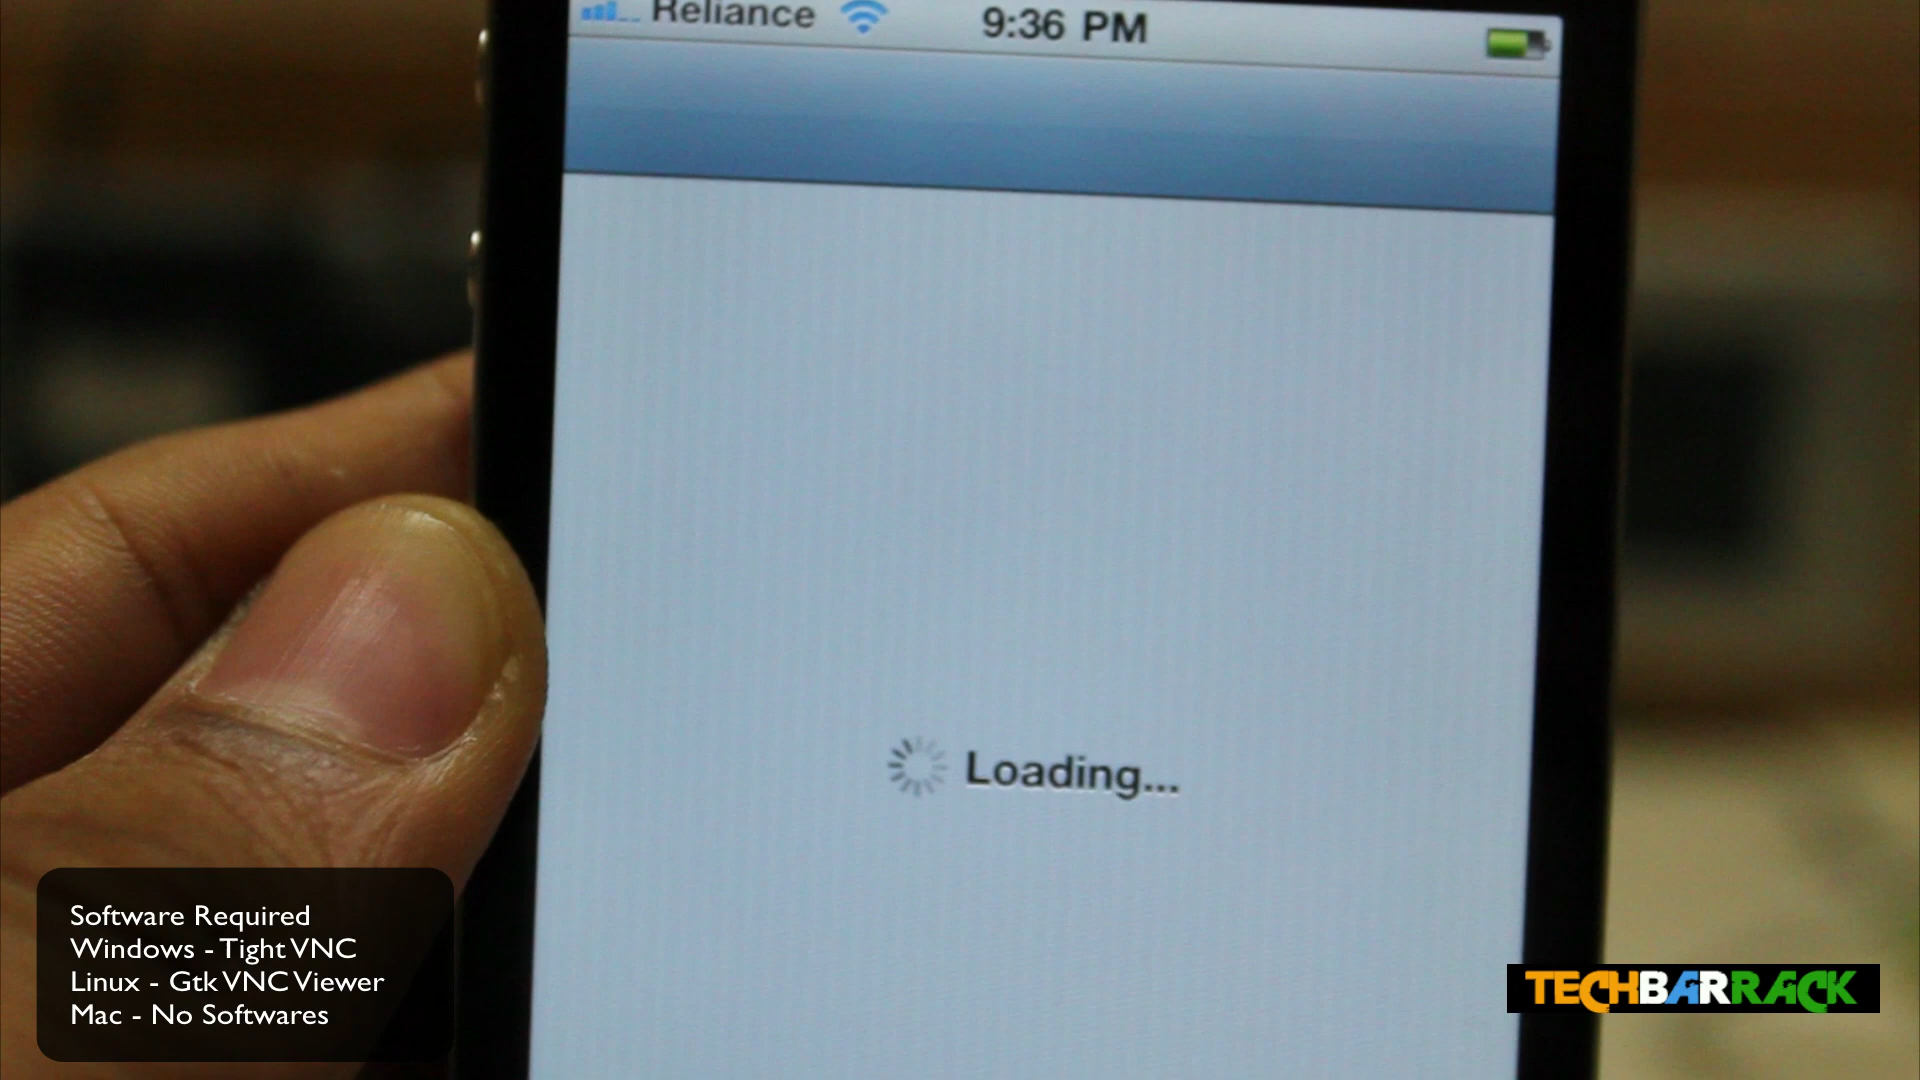 Reliance 9:36 PM
Loading...
Software Required
Windows - Tight VNC
Linux - Gtk VNC Viewer
Mac - No Softwares
TECHBARRACK